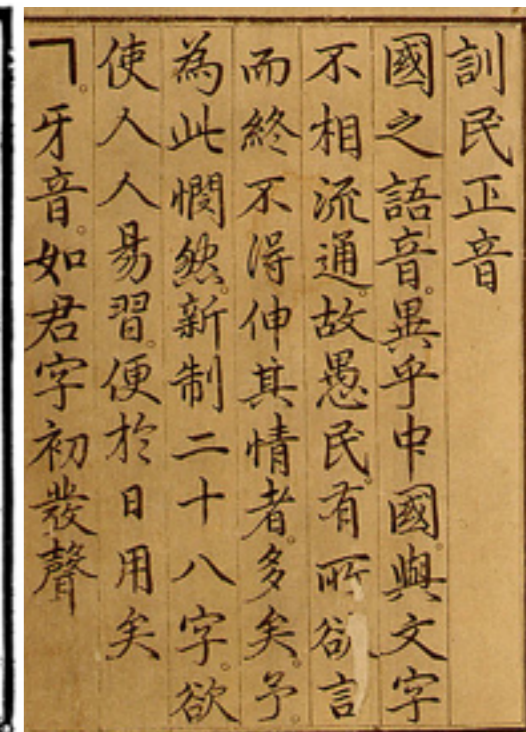 訓民正音
國之語音。異乎中國。與文字
不相流通。故愚民。有所欲言
而終不得伸其情者。多矣。予。
為此憫然。新制二十八字。欲
使人人易習。便於日用矣
ㄱ。牙音。如君字初發聲